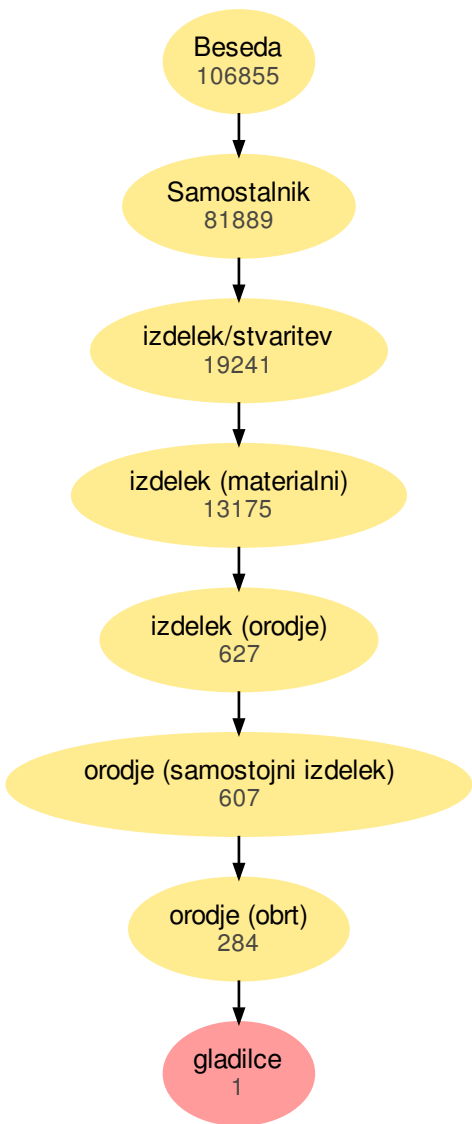 Beseda
106855
Samostalnik
81889
izdelek/stvaritev
19241
izdelek (materialni)
13175
izdelek (orodje)
627
orodje (samostojni izdelek)
607
orodje (obrt)
284
gladilce
1